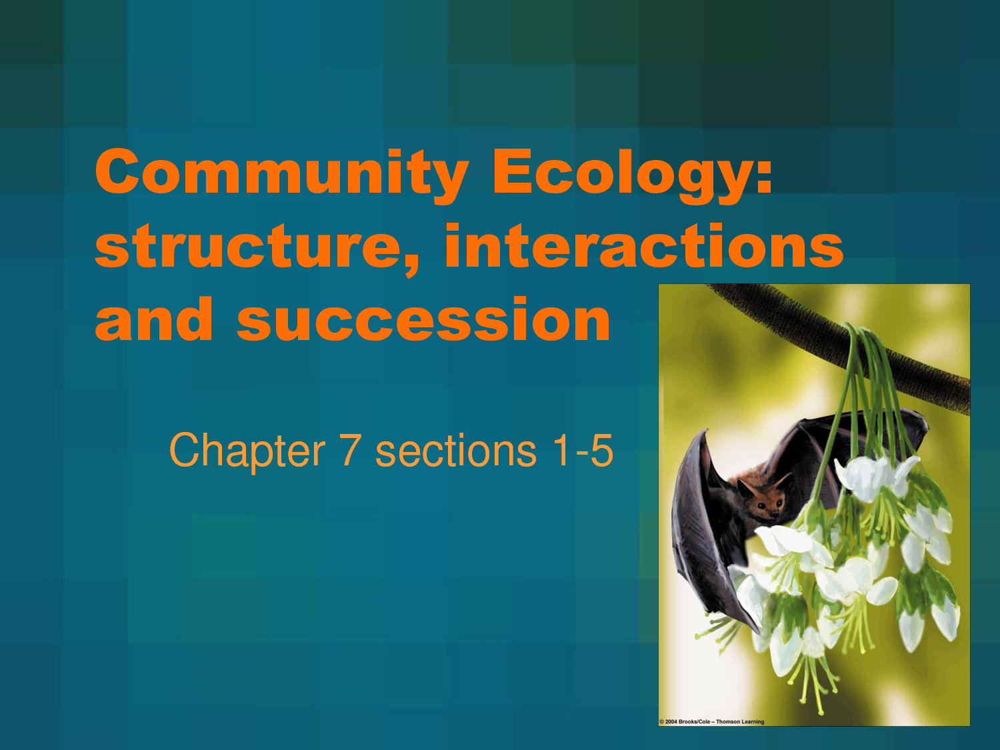 Community Ecology:
structure, interactions
and succession
Chapter 7 sections 1-5
© 2004 Brooks/Cole – Thomson Learning